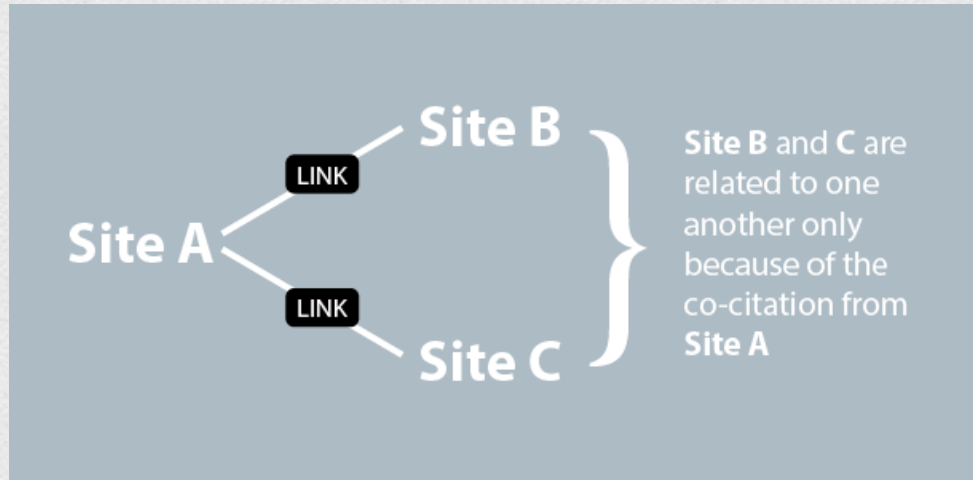 Site B
LINK
Site A
LINK
Site C
Site B and C are
related to one
another only
because of the
co-citation from
Site A